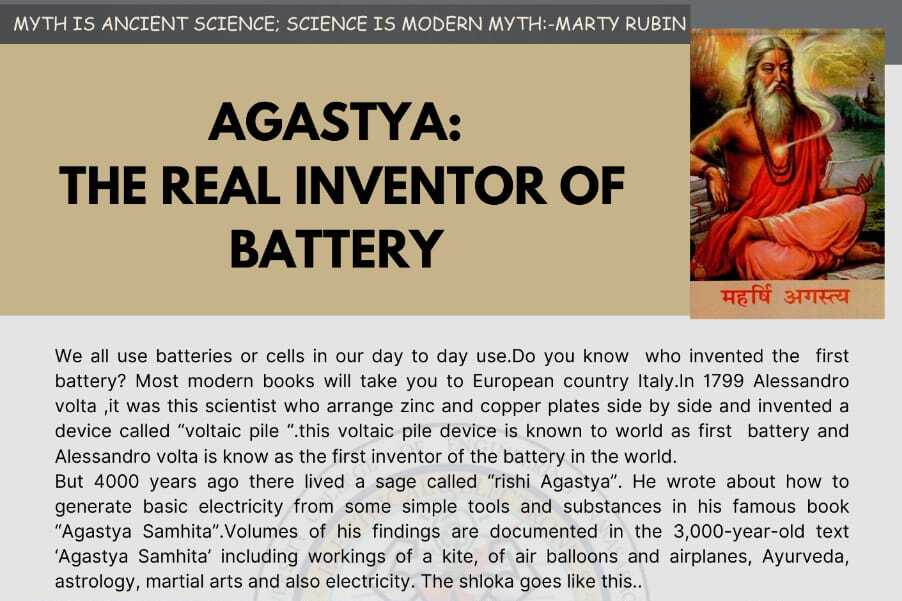 MYTH IS ANCIENT SCIENCE; SCIENCE IS MODERN MYTH:-MARTY RUBIN
AGASTYA:
THE REAL INVENTOR OF
BATTERY
महर्षि अगस्त्य
We all use batteries or cells in our day to day use.Do you know who invented the first
battery? Most modern books will take you to European country Italy.In 1799 Alessandro
volta ,it was this scientist who arrange zinc and copper plates side by side and invented a
device called “voltaic pile “.this voltaic pile device is known to world as first battery and
Alessandro volta is know as the first inventor of the battery in the world.
But 4000 years ago there lived a sage called “rishi Agastya”. He wrote about how to
generate basic electricity from some simple tools and substances in his famous book
“Agastya Samhita”.Volumes of his findings are documented in the 3,000-year-old text
‘Agastya Samhita’ including workings of a kite, of air balloons and airplanes, Ayurveda,
astrology, martial arts and also electricity. The shloka goes like this..